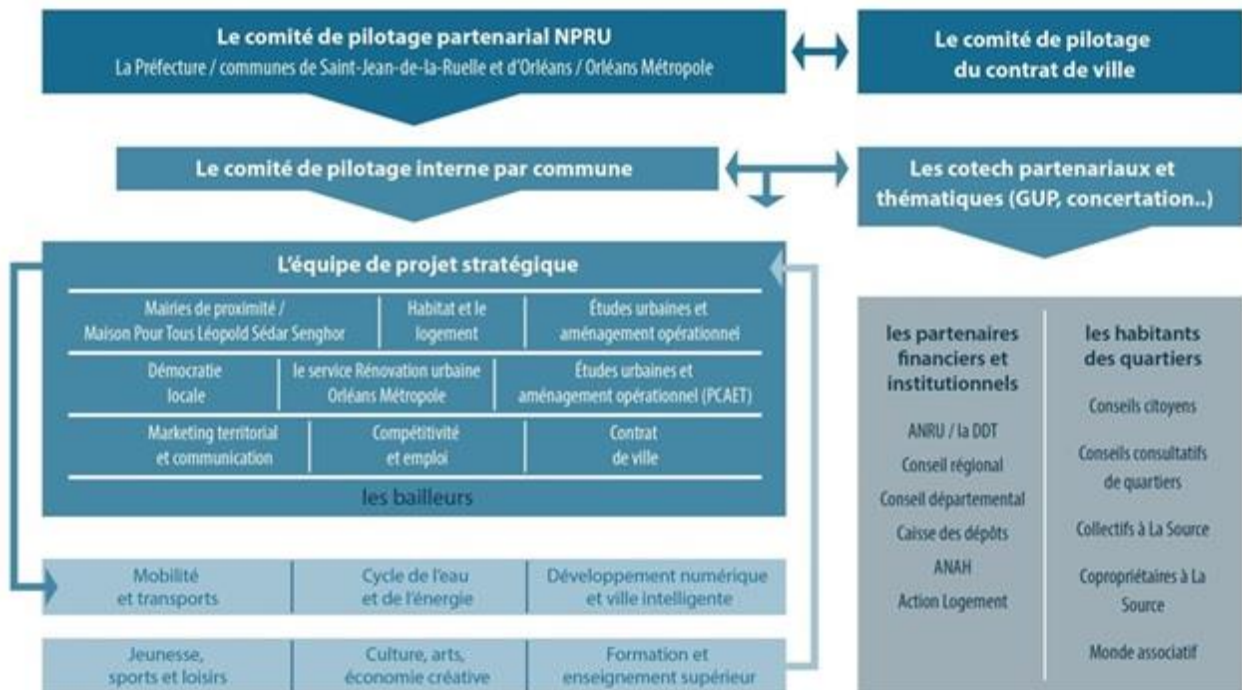 Le comité de pilotage partenarial NPRU
La Préfecture / communes de Saint-Jean-de-la-Ruelle et d'Orléans / Orléans Métropole
Le comité de pilotage
du contrat de ville
Le comité de pilotage interne par commune
Les cotech partenariaux et
thématiques (GUP, concertation..)
L'équipe de projet stratégique
Mairies de proximité /
Maison Pour Tous Léopold Sédar Senghor
Habitat et le
logement
Études urbaines et
aménagement opérationnel
Démocratie
locale
le service Rénovation urbaine
Orléans Métropole
Études urbaines et
aménagement opérationnel (PCAET)
Marketing territorial
et communication
Compétitivité
et emploi
Contrat
de ville
les bailleurs
Mobilité
et transports
Cycle de l'eau
et de l'énergie
Développement numérique
et ville intelligente
Jeunesse,
sports et loisirs
Culture, arts,
économie créative
Formation et
enseignement supérieur
les partenaires
financiers et
institutionnels
ANRU / la DDT
Conseil régional
Conseil départemental
Caisse des dépôts
ANAH
Action Logement
les habitants
des quartiers
Conseils citoyens
Conseils consultatifs
de quartiers
Collectifs à La Source
Copropriétaires à La
Source
Monde associatif